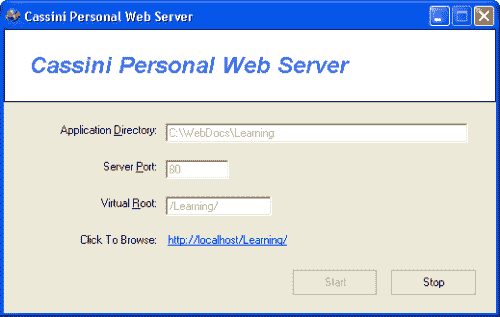 Cassini Personal Web Server
Cassini Personal Web Server
Application Directory: C:\WebDocs\Learning
Server Port: 80
Virtual Root: /Learning/
Click To Browse: http://localhost/Learning/
Start Stop